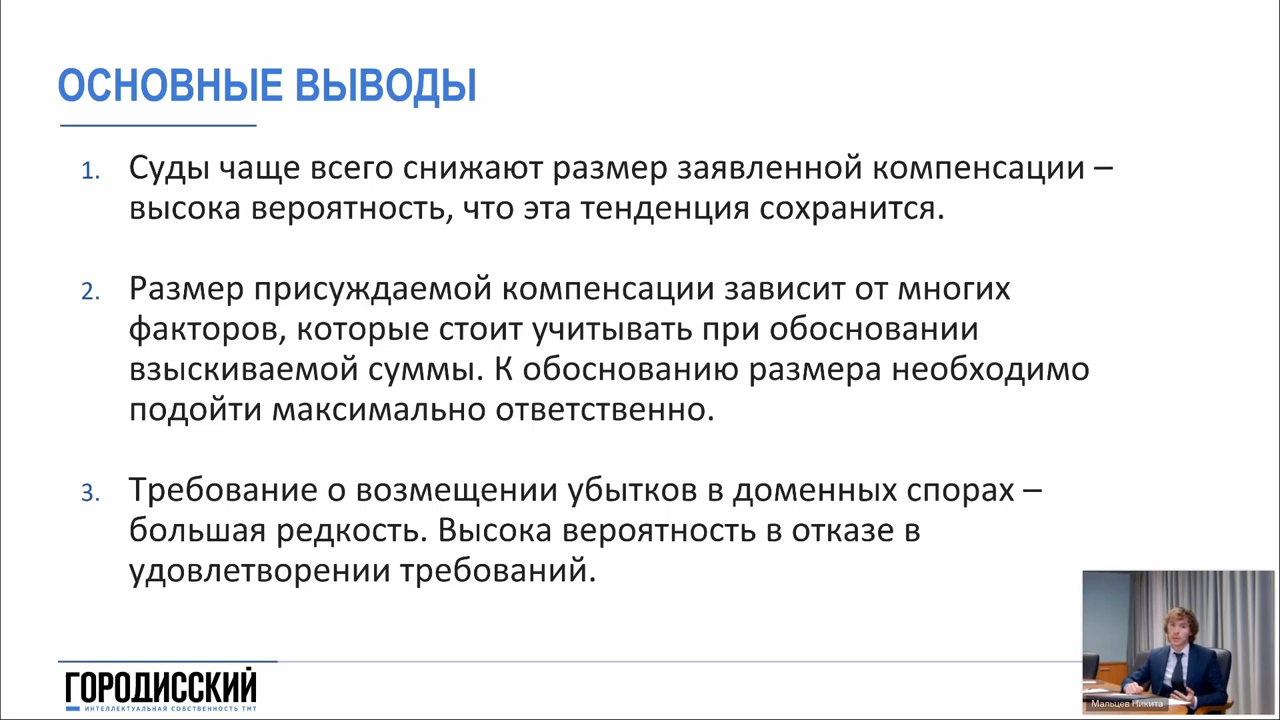 ОСНОВНЫЕ ВЫВОДЫ
1. Суды чаще всего снижают размер заявленной компенсации –
высока вероятность, что эта тенденция сохранится.
2. Размер присуждаемой компенсации зависит от многих
факторов, которые стоит учитывать при обосновании
взыскиваемой суммы. К обоснованию размера необходимо
подойти максимально ответственно.
3. Требование о возмещении убытков в доменных спорах –
большая редкость. Высока вероятность в отказе в
удовлетворении требований.
ГОРОДИССКИЙ
ИНТЕЛЛЕКТУАЛЬНАЯ СОБСТВЕННОСТЬ ТМТ
Мальцев Никита